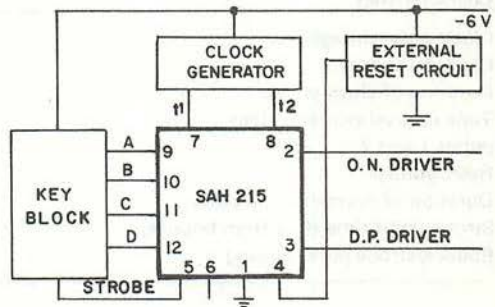 -6 V
CLOCK
GENERATOR
EXTERNAL
RESET CIRCUIT
t1
t2
7
8
A
9
2
O.N. DRIVER
B
10
KEY
BLOCK
SAH 215
C
11
D
12
3
D.P. DRIVER
5
6
1
4
STROBE